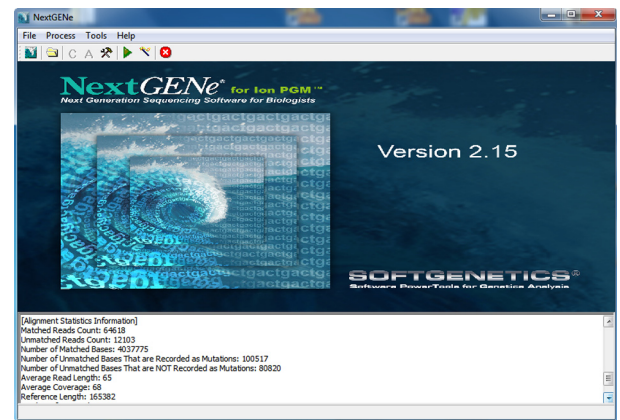 NextGENe
File Process Tools Help
C A
NextGENe® for Ion PGM™
Next Generation Sequencing Software for Biologists
Version 2.15
SOFTGENETICS®
Software PowerTools for Genetics Analysis
[Alignment Statistics Information]
Matched Reads Count: 64618
Unmatched Reads Count: 12103
Number of Matched Bases: 4037775
Number of Unmatched Bases That are Recorded as Mutations: 100517
Number of Unmatched Bases That are NOT Recorded as Mutations: 80820
Average Read Length: 65
Average Coverage: 68
Reference Length: 165382